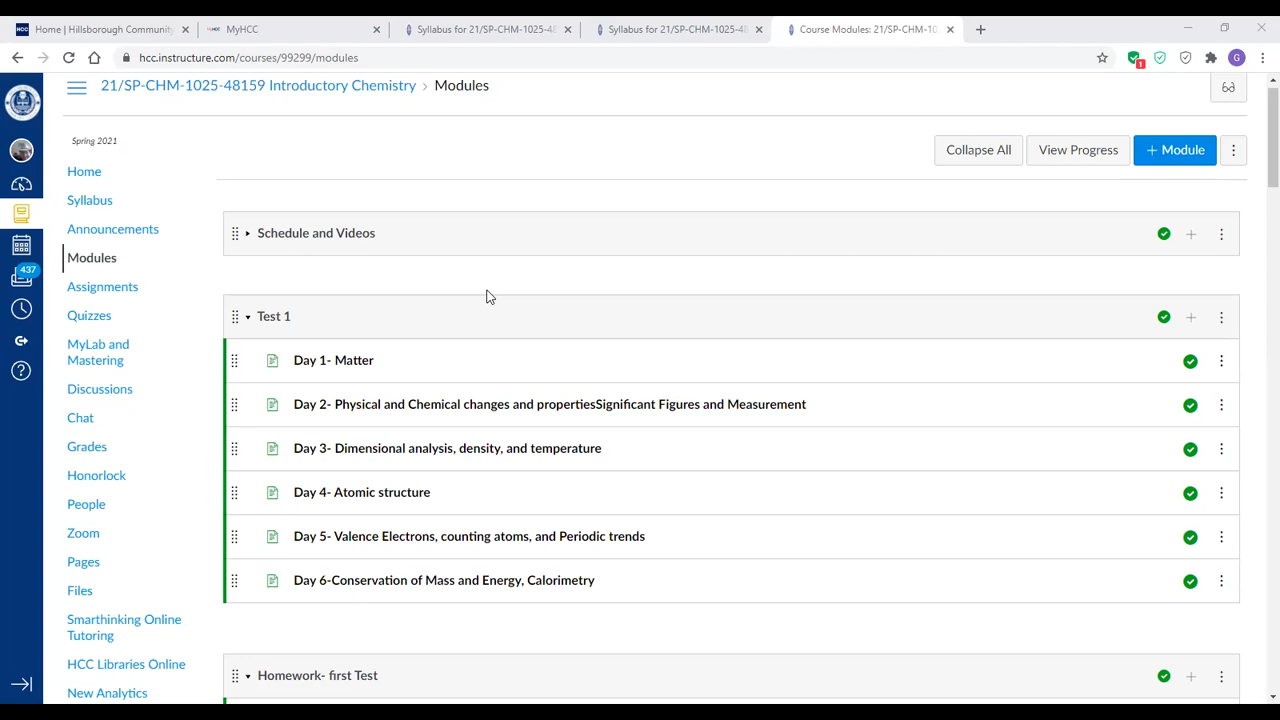 Home | Hillsborough Community
MyHCC
Syllabus for 21/SP-CHM-1025-48
Syllabus for 21/SP-CHM-1025-48
Course Modules: 21/SP-CHM-10
hcc.instructure.com/courses/99299/modules
1
G
21/SP-CHM-1025-48159 Introductory Chemistry › Modules
Spring 2021
Collapse All
View Progress
+ Module
Home
Syllabus
Announcements
Modules
Assignments
Quizzes
MyLab and
Mastering
Discussions
Chat
Grades
Honorlock
People
Zoom
Pages
Files
Smarthinking Online
Tutoring
HCC Libraries Online
New Analytics
437
Schedule and Videos
Test 1
Day 1- Matter
Day 2- Physical and Chemical changes and propertiesSignificant Figures and Measurement
Day 3- Dimensional analysis, density, and temperature
Day 4- Atomic structure
Day 5- Valence Electrons, counting atoms, and Periodic trends
Day 6-Conservation of Mass and Energy, Calorimetry
Homework- first Test